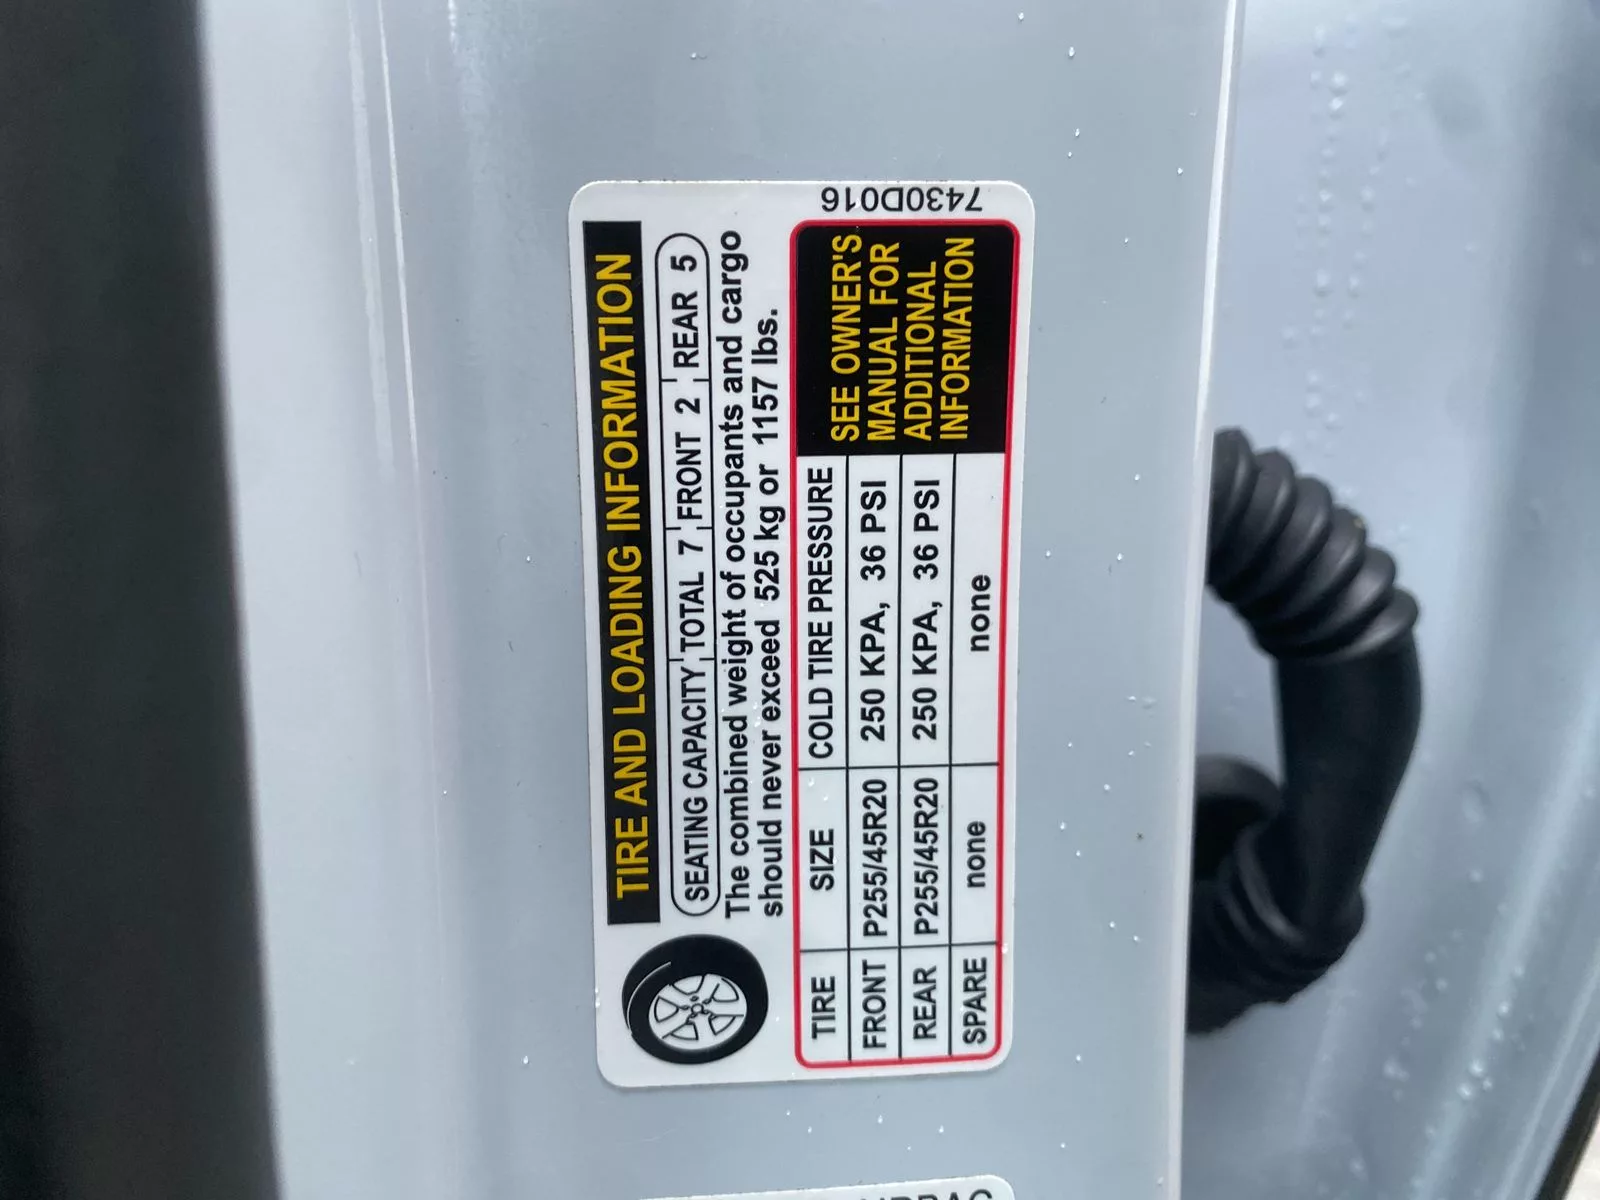 TIRE AND LOADING INFORMATION
SEATING CAPACITY TOTAL 7 FRONT 2 REAR 5
The combined weight of occupants and cargo
should never exceed 525 kg or 1157 lbs.
TIRE SIZE COLD TIRE PRESSURE
FRONT P255/45R20 250 KPA, 36 PSI
REAR P255/45R20 250 KPA, 36 PSI
SPARE none none
SEE OWNER'S
MANUAL FOR
ADDITIONAL
INFORMATION
7430D016